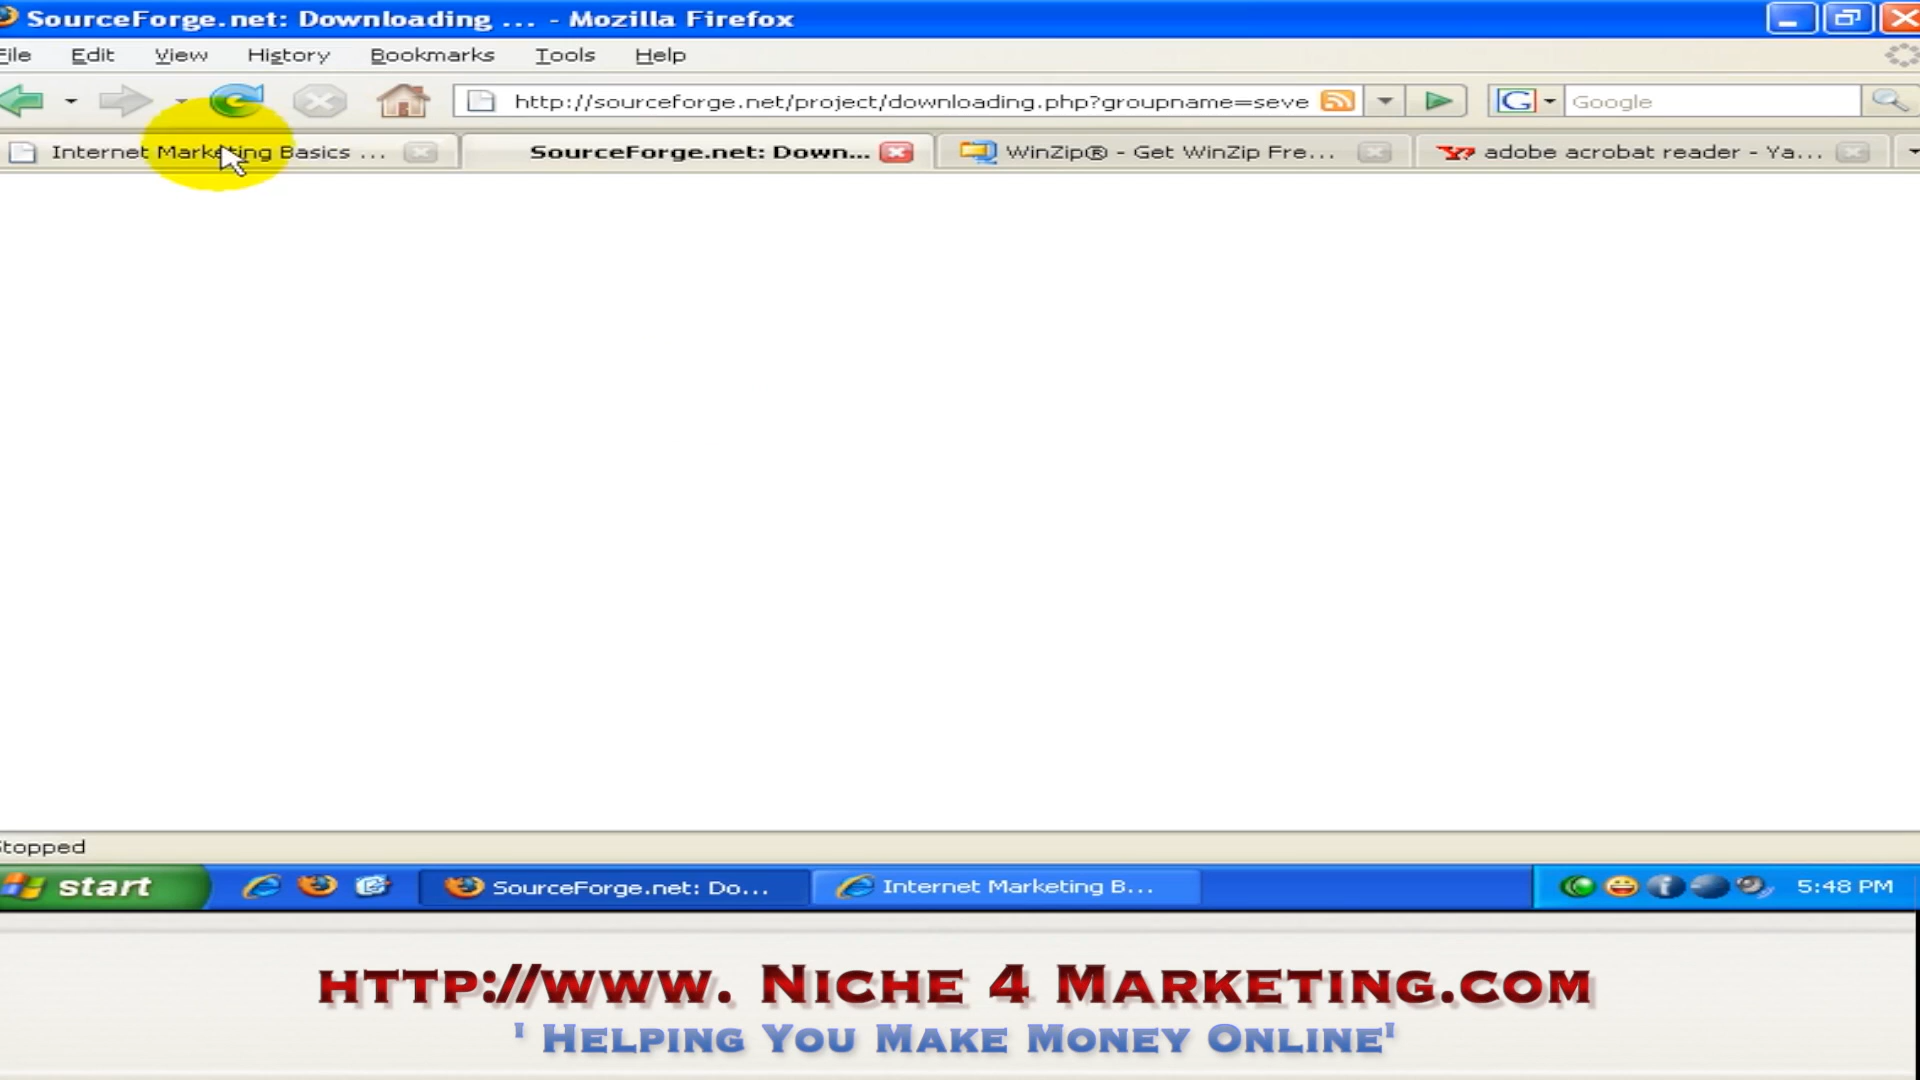 SourceForge.net: Downloading ... - Mozilla Firefox
File Edit View History Bookmarks Tools Help
http://sourceforge.net/project/downloading.php?groupname=seve Google
Internet Marketing Basics ... SourceForge.net: Down... WinZip® - Get WinZip Fre... adobe acrobat reader - Ya...
Stopped
start SourceForge.net: Do... Internet Marketing B... 5:48 PM
http://www. Niche 4 Marketing.com
' Helping You Make Money Online'